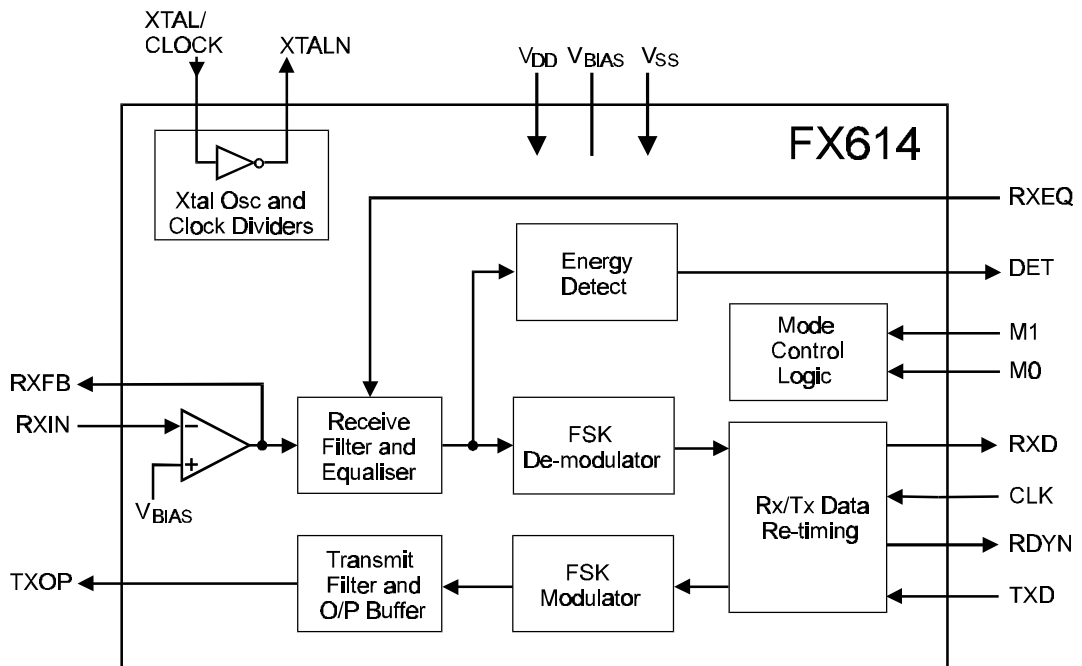 XTAL/
CLOCK
XTALN
VDD
VBIAS
VSS
FX614
Xtal Osc and
Clock Dividers
RXEQ
Energy
Detect
DET
Mode
Control
Logic
M1
M0
RXFB
RXIN
−
+
VBIAS
Receive
Filter and
Equaliser
FSK
De-modulator
Rx/Tx Data
Re-timing
RXD
CLK
RDYN
TXD
TXOP
Transmit
Filter and
O/P Buffer
FSK
Modulator